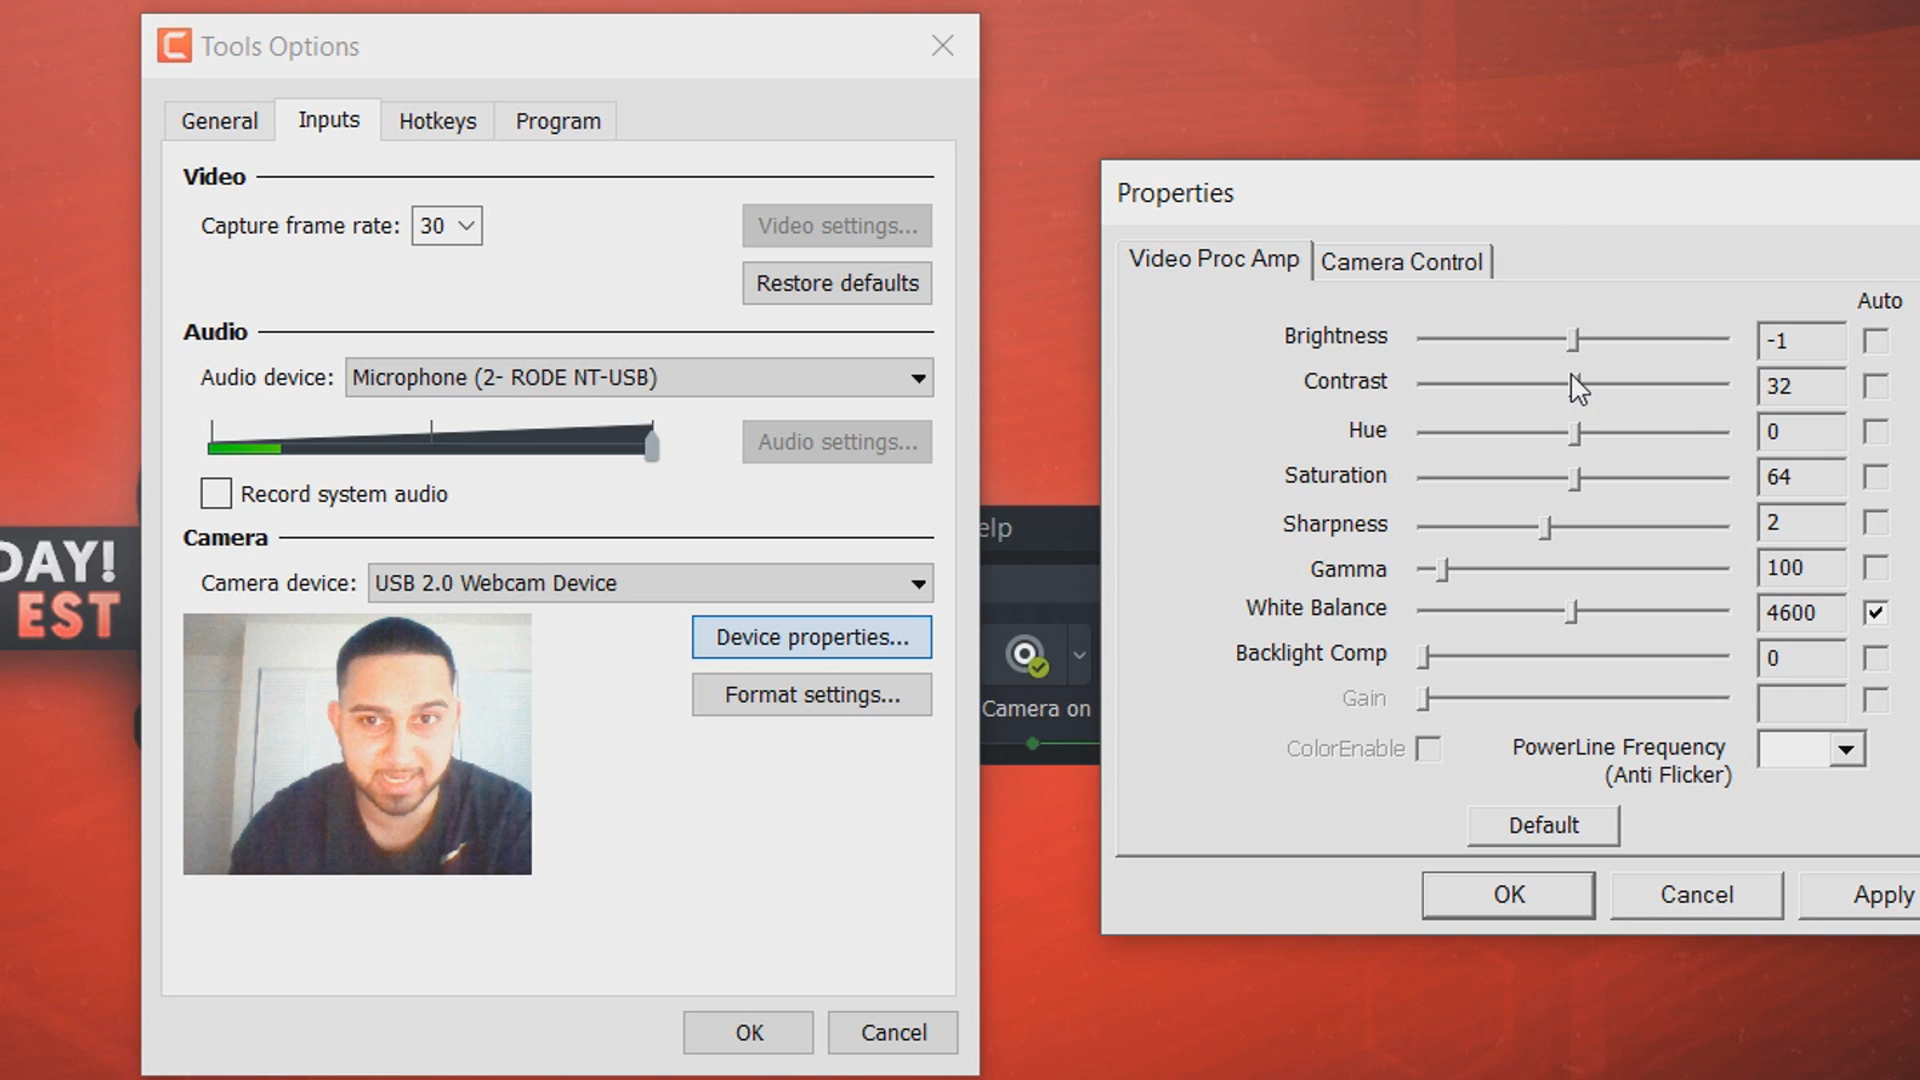 Tools Options
General
Inputs
Hotkeys
Program
Video
Capture frame rate: 30
Video settings...
Restore defaults
Audio
Audio device: Microphone (2- RODE NT-USB)
Audio settings...
Record system audio
Camera
Camera device: USB 2.0 Webcam Device
Device properties...
Format settings...
OK
Cancel
DAY!
EST
elp
Camera on
Properties
Video Proc Amp
Camera Control
Auto
Brightness -1
Contrast 32
Hue 0
Saturation 64
Sharpness 2
Gamma 100
White Balance 4600
Backlight Comp 0
Gain
ColorEnable
PowerLine Frequency
(Anti Flicker)
Default
OK
Cancel
Apply